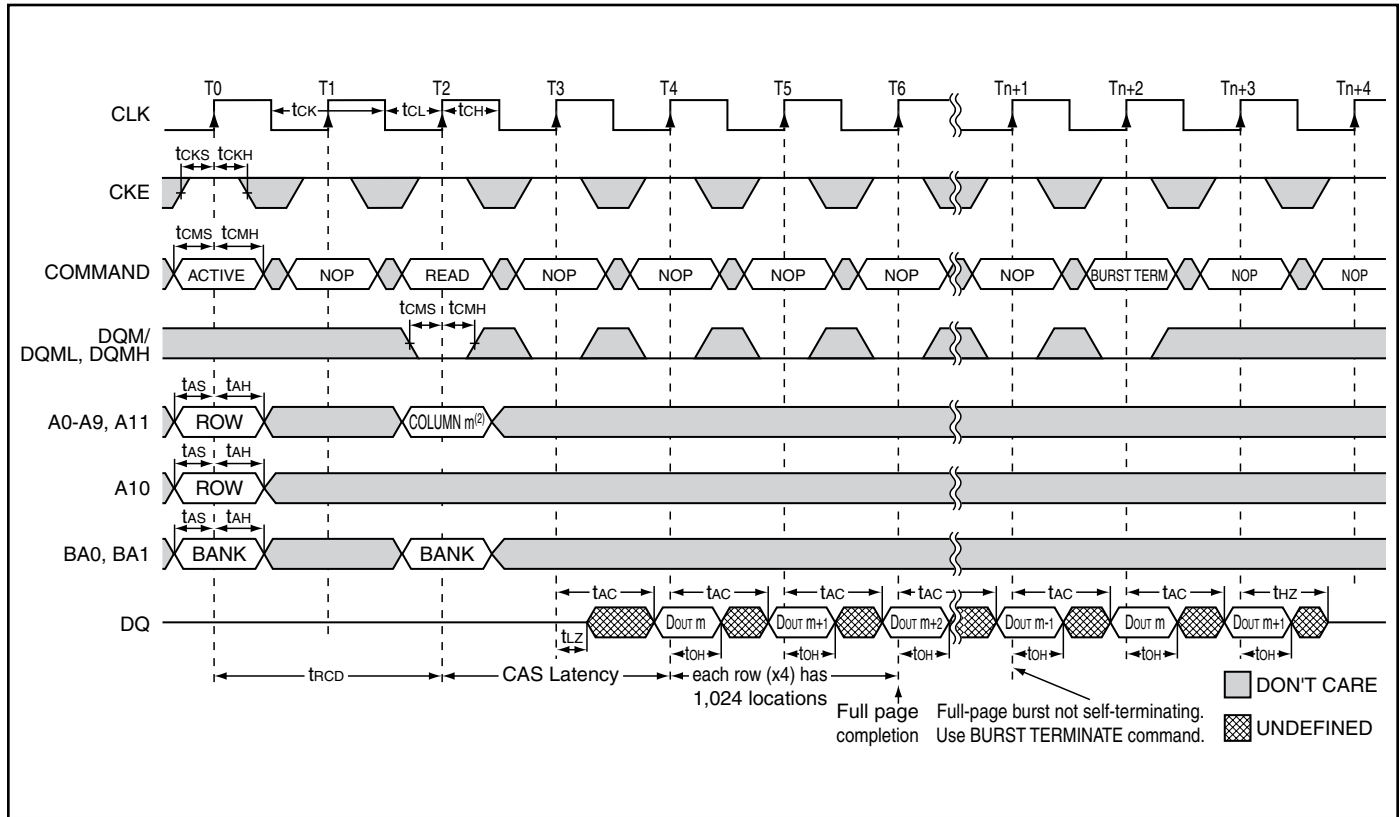 T0 T1 T2 T3 T4 T5 T6 Tn+1 Tn+2 Tn+3 Tn+4
CLK tCK tCL tCH
tCKS tCKH
CKE
tCMS tCMH
COMMAND ACTIVE NOP READ NOP NOP NOP NOP NOP BURST TERM NOP NOP
tCMS tCMH
DQM/
DQML, DQMH
tAS tAH
A0-A9, A11 ROW COLUMN m(2)
tAS tAH
A10 ROW
tAS tAH
BA0, BA1 BANK BANK
tAC tAC tAC tAC tAC tAC tHZ
DQ DOUT m DOUT m+1 DOUT m+2 DOUT m-1 DOUT m DOUT m+1
tLZ tOH tOH tOH tOH tOH tOH
tRCD CAS Latency each row (x4) has
1,024 locations
Full page
completion
Full-page burst not self-terminating.
Use BURST TERMINATE command.
DON'T CARE
UNDEFINED